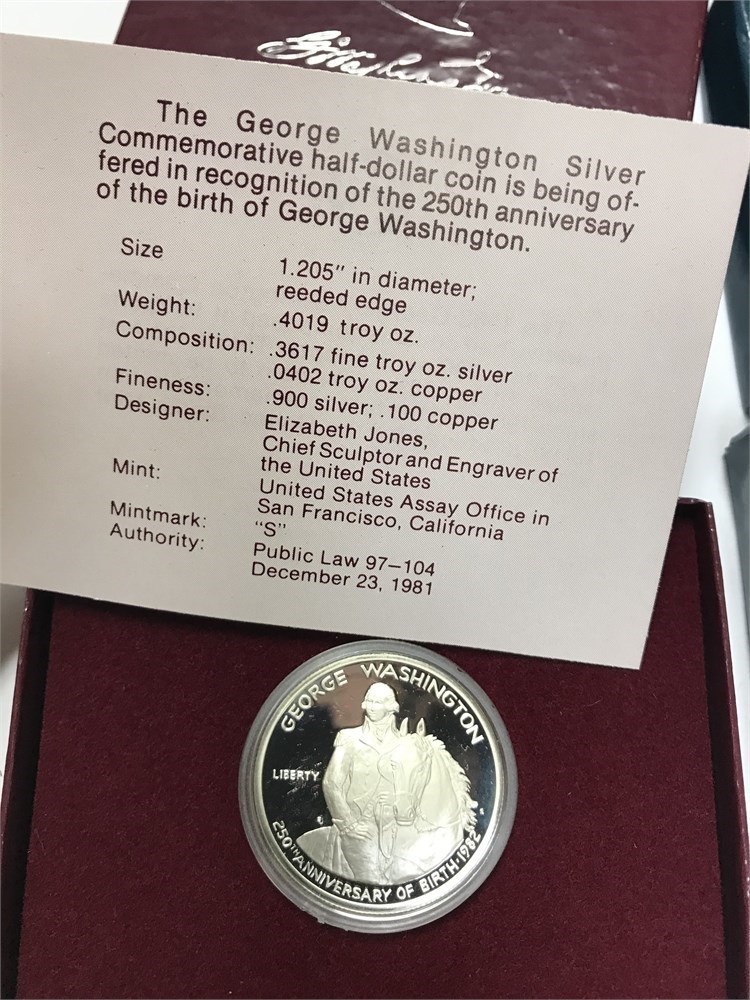 G Washington
The George Washington Silver
Commemorative half-dollar coin is being of-
fered in recognition of the 250th anniversary
of the birth of George Washington.
Size 1.205" in diameter;
reeded edge
Weight: .4019 troy oz.
Composition: .3617 fine troy oz. silver
.0402 troy oz. copper
Fineness: .900 silver; .100 copper
Designer: Elizabeth Jones,
Chief Sculptor and Engraver of
the United States
Mint: United States Assay Office in
San Francisco, California
Mintmark: "S"
Authority: Public Law 97–104
December 23, 1981
GEORGE WASHINGTON
LIBERTY
250TH ANNIVERSARY OF BIRTH·1982